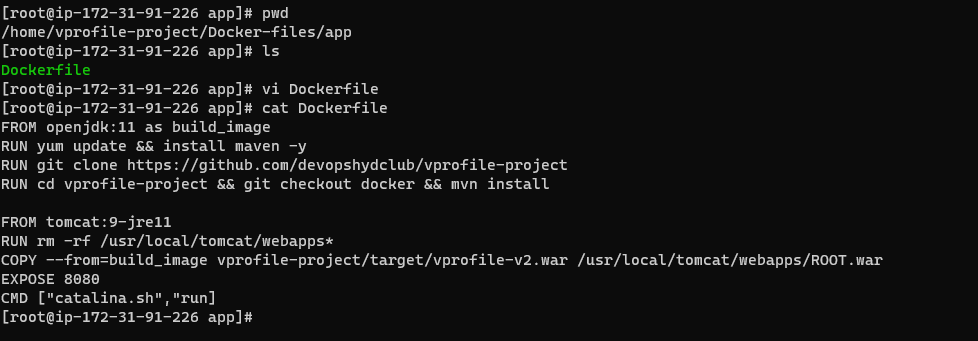 [root@ip-172-31-91-226 app]# pwd
/home/vprofile-project/Docker-files/app
[root@ip-172-31-91-226 app]# ls
Dockerfile
[root@ip-172-31-91-226 app]# vi Dockerfile
[root@ip-172-31-91-226 app]# cat Dockerfile
FROM openjdk:11 as build_image
RUN yum update && install maven -y
RUN git clone https://github.com/devopshydclub/vprofile-project
RUN cd vprofile-project && git checkout docker && mvn install

FROM tomcat:9-jre11
RUN rm -rf /usr/local/tomcat/webapps*
COPY --from=build_image vprofile-project/target/vprofile-v2.war /usr/local/tomcat/webapps/ROOT.war
EXPOSE 8080
CMD ["catalina.sh","run]
[root@ip-172-31-91-226 app]#